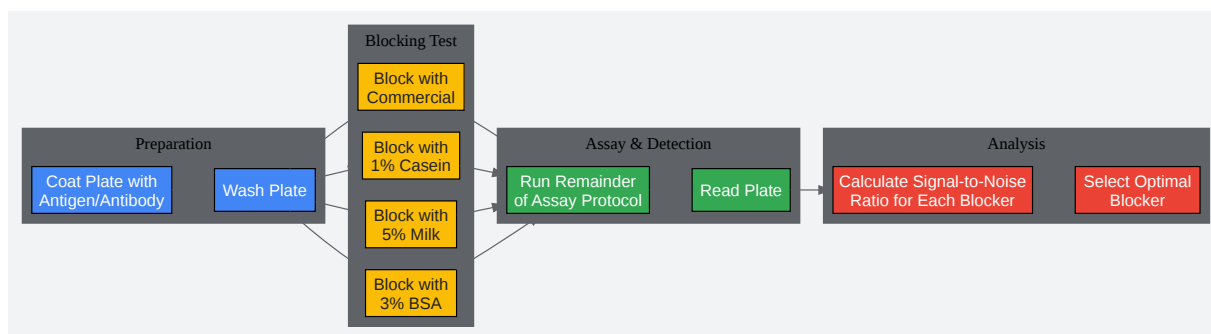 Preparation
Coat Plate with
Antigen/Antibody
Wash Plate
Blocking Test
Block with
Commercial
Block with
1% Casein
Block with
5% Milk
Block with
3% BSA
Assay & Detection
Run Remainder
of Assay Protocol
Read Plate
Analysis
Calculate Signal-to-Noise
Ratio for Each Blocker
Select Optimal
Blocker